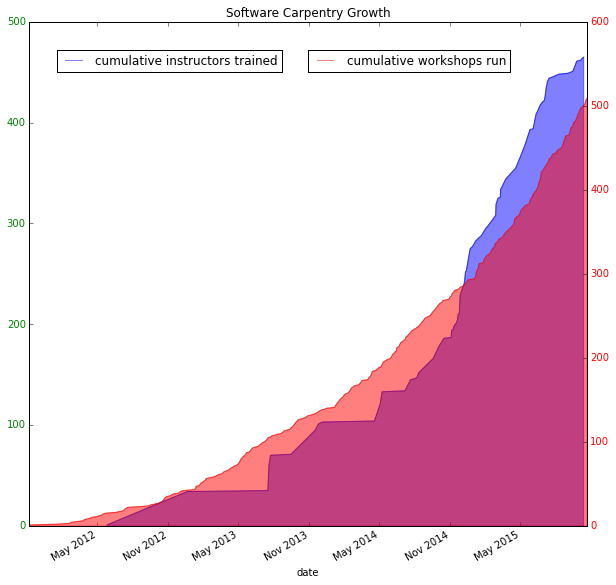 Software Carpentry Growth
cumulative instructors trained
cumulative workshops run
500
400
300
200
100
0
600
500
400
300
200
100
0
May 2012
Nov 2012
May 2013
Nov 2013
May 2014
Nov 2014
May 2015
date